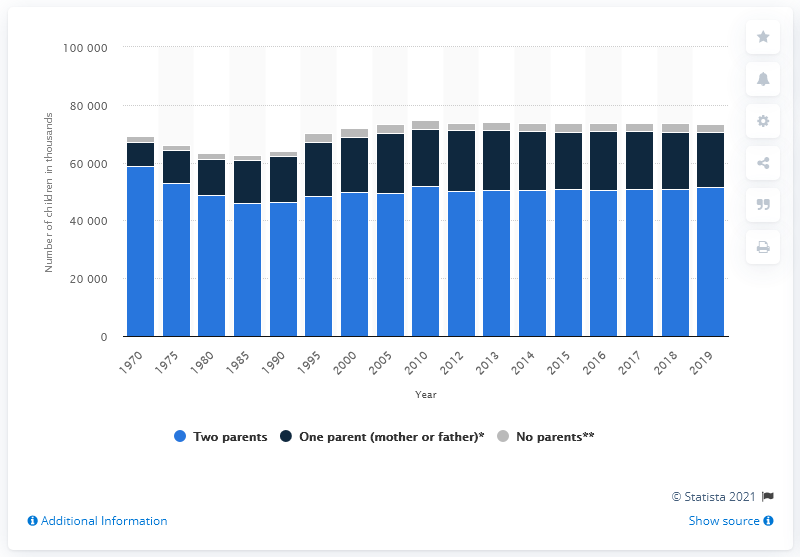 100 000
80 000
60 000
40 000
20 000
0
Number of children in thousands
1970
1975
1980
1985
1990
1995
2000
2005
2010
2012
2013
2014
2015
2016
2017
2018
2019
Year
Two parents
One parent (mother or father)*
No parents**
© Statista 2021
Additional Information
Show source